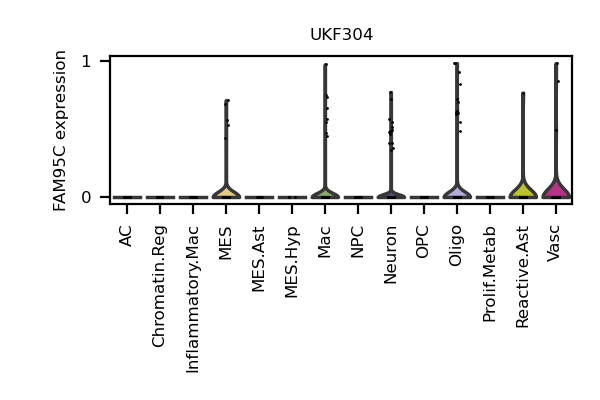 UKF304
FAM95C expression
1
0
AC
Chromatin.Reg
Inflammatory.Mac
MES
MES.Ast
MES.Hyp
Mac
NPC
Neuron
OPC
Oligo
Prolif.Metab
Reactive.Ast
Vasc